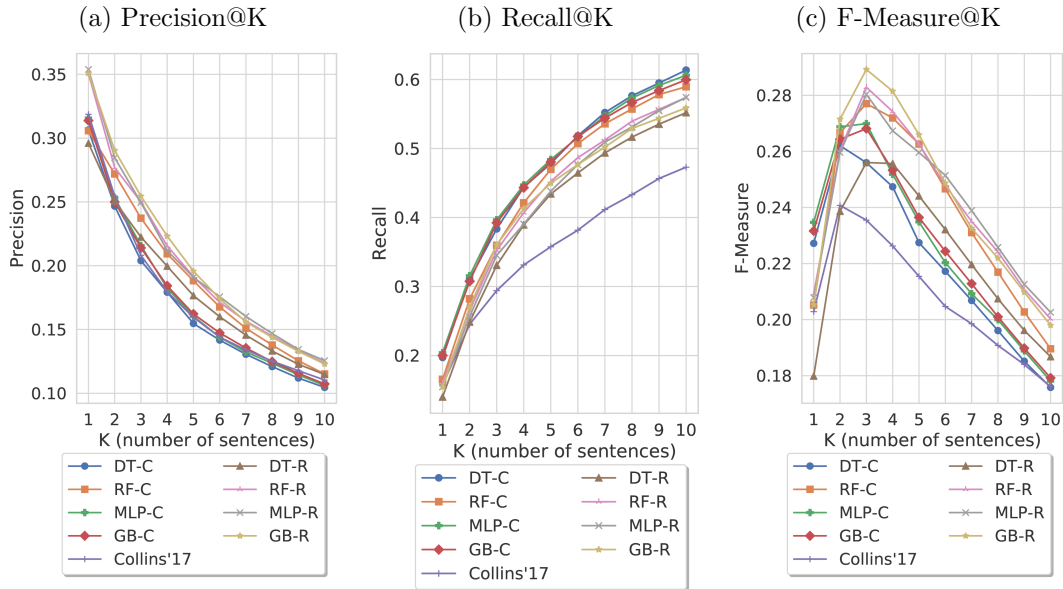 (a) Precision@K
(b) Recall@K
(c) F-Measure@K
Precision
0.35
0.30
0.25
0.20
0.15
0.10
1 2 3 4 5 6 7 8 9 10
K (number of sentences)
DT-C
RF-C
MLP-C
GB-C
Collins'17
DT-R
RF-R
MLP-R
GB-R
Recall
0.6
0.5
0.4
0.3
0.2
1 2 3 4 5 6 7 8 9 10
K (number of sentences)
DT-C
RF-C
MLP-C
GB-C
Collins'17
DT-R
RF-R
MLP-R
GB-R
F-Measure
0.28
0.26
0.24
0.22
0.20
0.18
1 2 3 4 5 6 7 8 9 10
K (number of sentences)
DT-C
RF-C
MLP-C
GB-C
Collins'17
DT-R
RF-R
MLP-R
GB-R